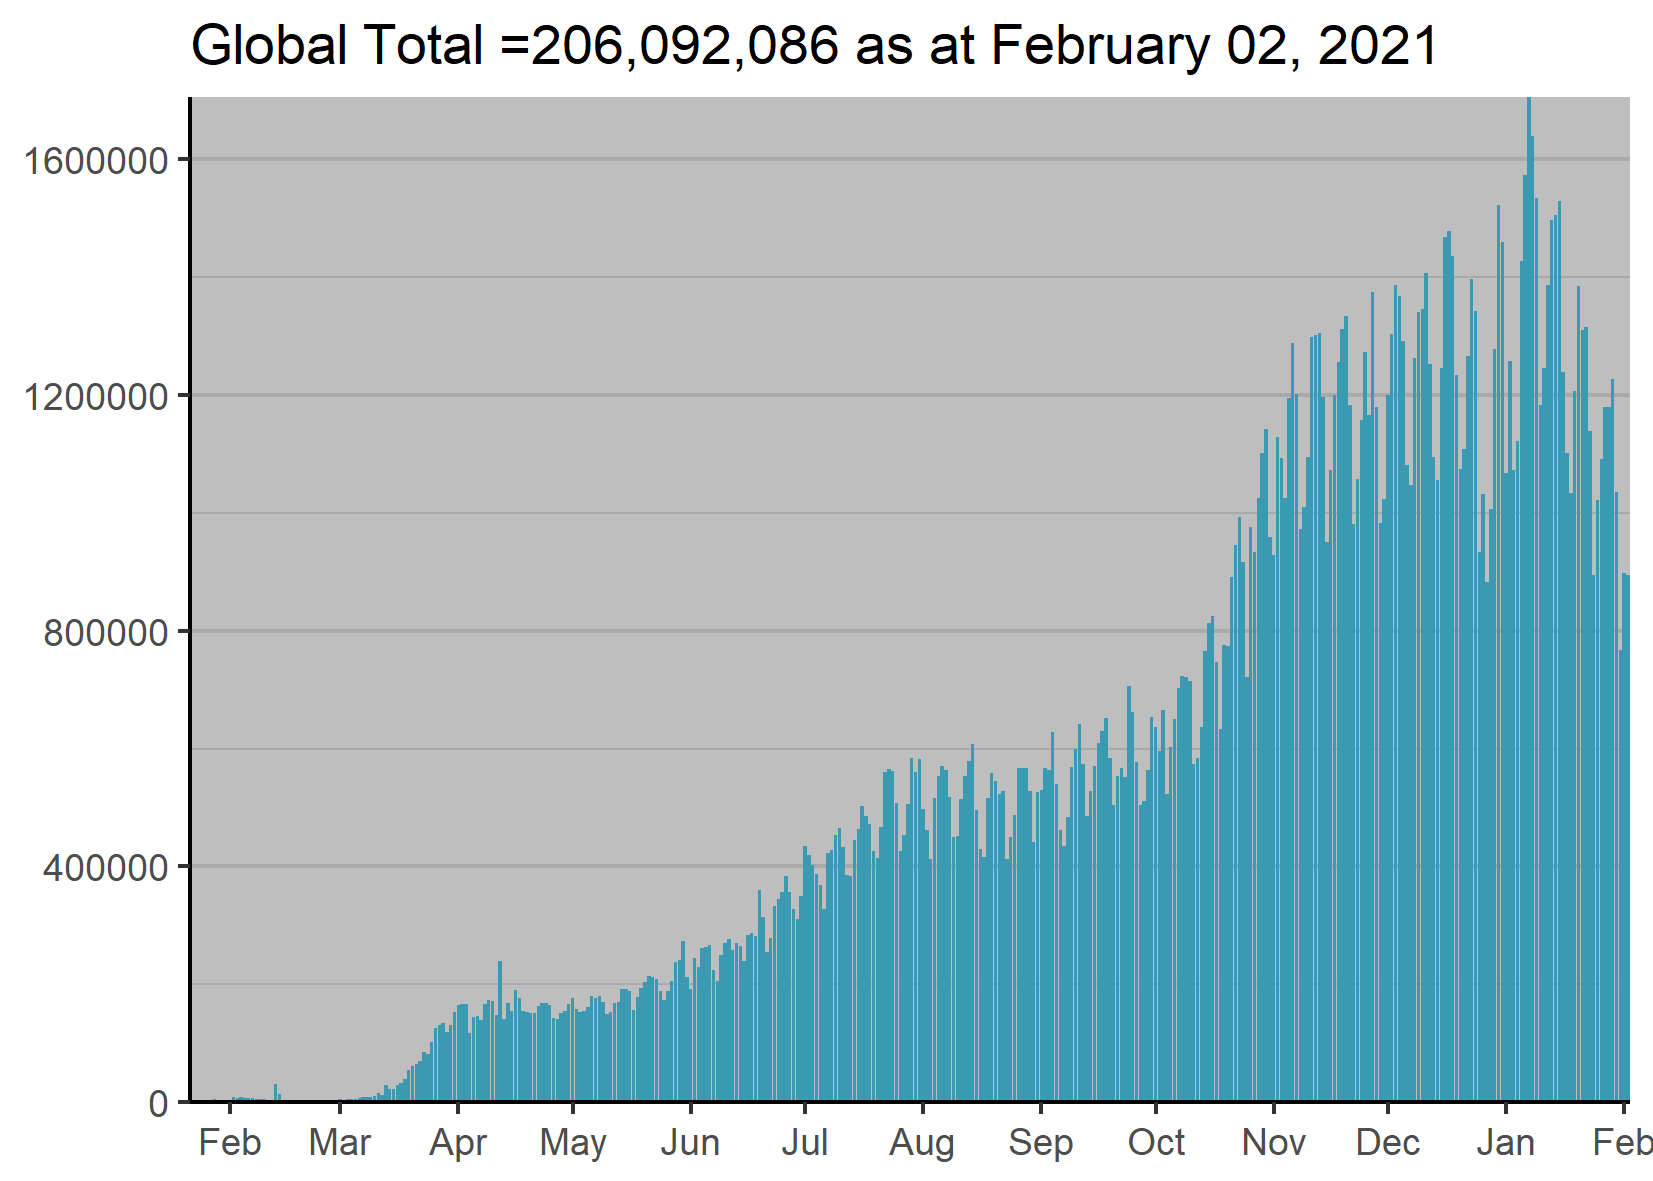 Global Total =206,092,086 as at February 02, 2021
1600000
1200000
800000
400000
0
Feb Mar Apr May Jun Jul Aug Sep Oct Nov Dec Jan Feb